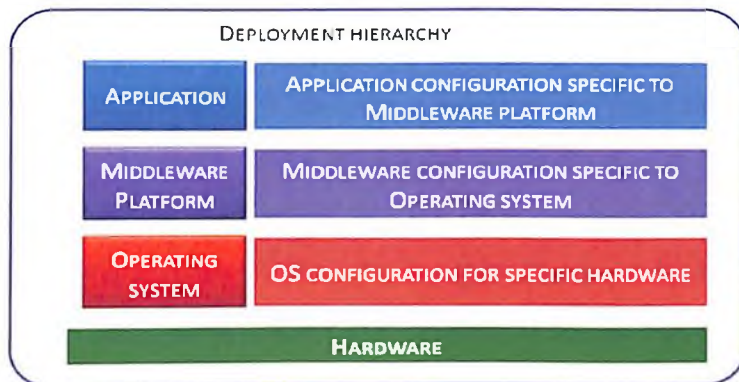 DEPLOYMENT HIERARCHY
APPLICATION
APPLICATION CONFIGURATION SPECIFIC TO
MIDDLEWARE PLATFORM
MIDDLEWARE
PLATFORM
MIDDLEWARE CONFIGURATION SPECIFIC TO
OPERATING SYSTEM
OPERATING
SYSTEM
OS CONFIGURATION FOR SPECIFIC HARDWARE
HARDWARE